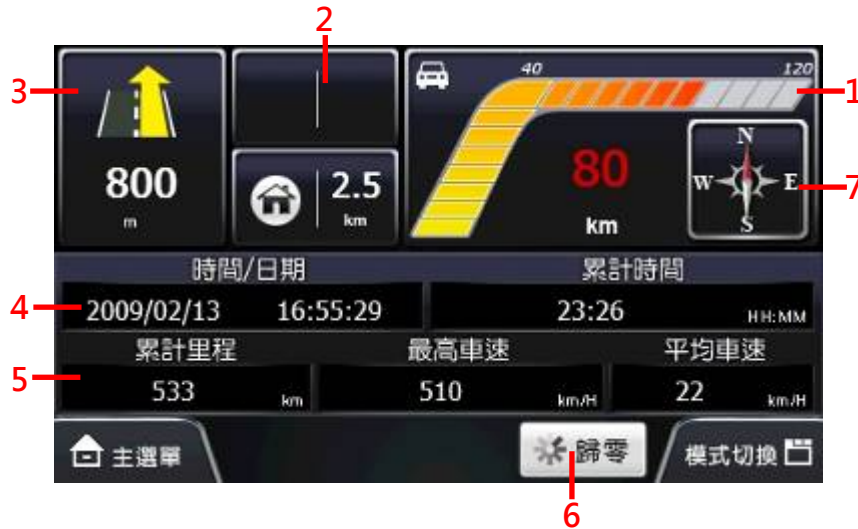 2
40 120
1
3
80
800
m
2.5
km
km
N
W E
S
7
時間/日期 累計時間
4
2009/02/13 16:55:29 23:26 HH:MM
累計里程 最高車速 平均車速
5
533 km 510 km/H 22 km/H
主選單 歸零 模式切換
6